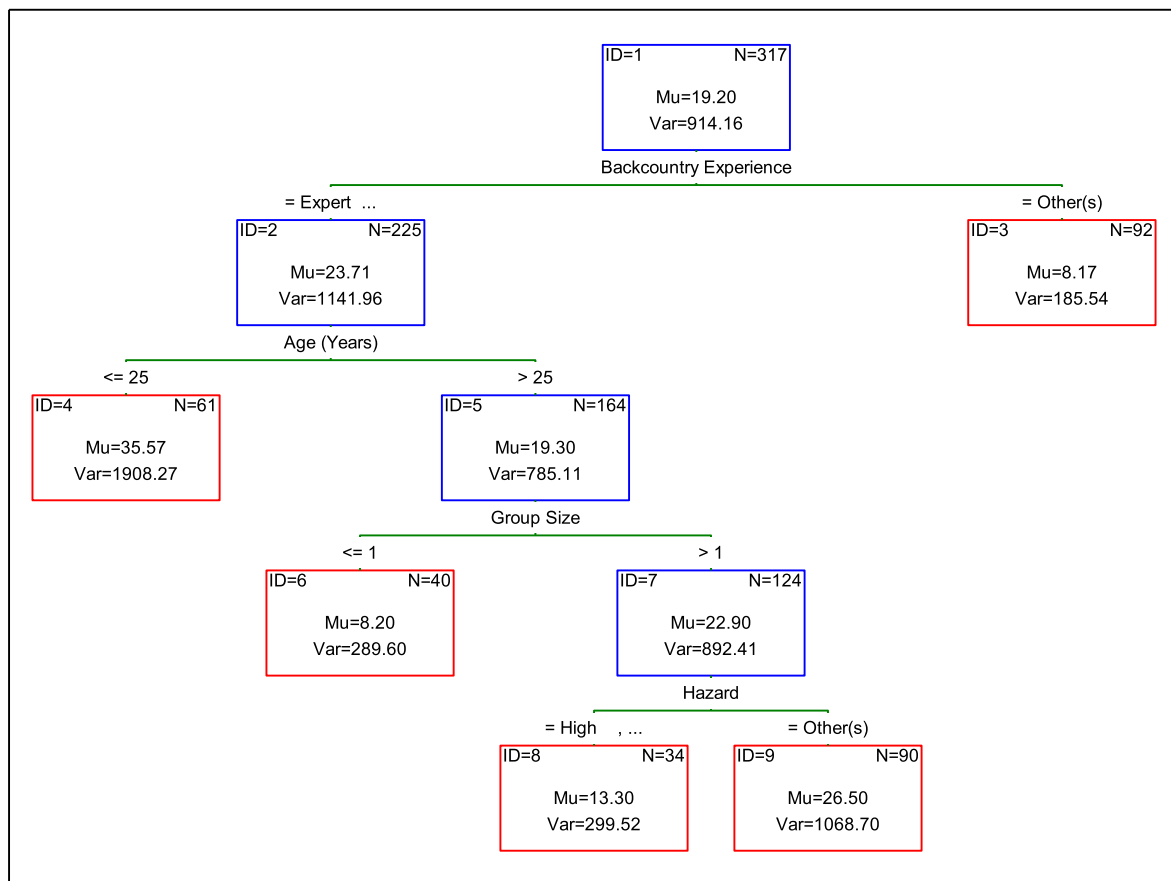 ID=1 N=317
Mu=19.20
Var=914.16
Backcountry Experience
= Expert ... = Other(s)
ID=2 N=225 ID=3 N=92
Mu=23.71 Mu=8.17
Var=1141.96 Var=185.54
Age (Years)
<= 25 > 25
ID=4 N=61 ID=5 N=164
Mu=35.57 Mu=19.30
Var=1908.27 Var=785.11
Group Size
<= 1 > 1
ID=6 N=40 ID=7 N=124
Mu=8.20 Mu=22.90
Var=289.60 Var=892.41
Hazard
= High , ... = Other(s)
ID=8 N=34 ID=9 N=90
Mu=13.30 Mu=26.50
Var=299.52 Var=1068.70